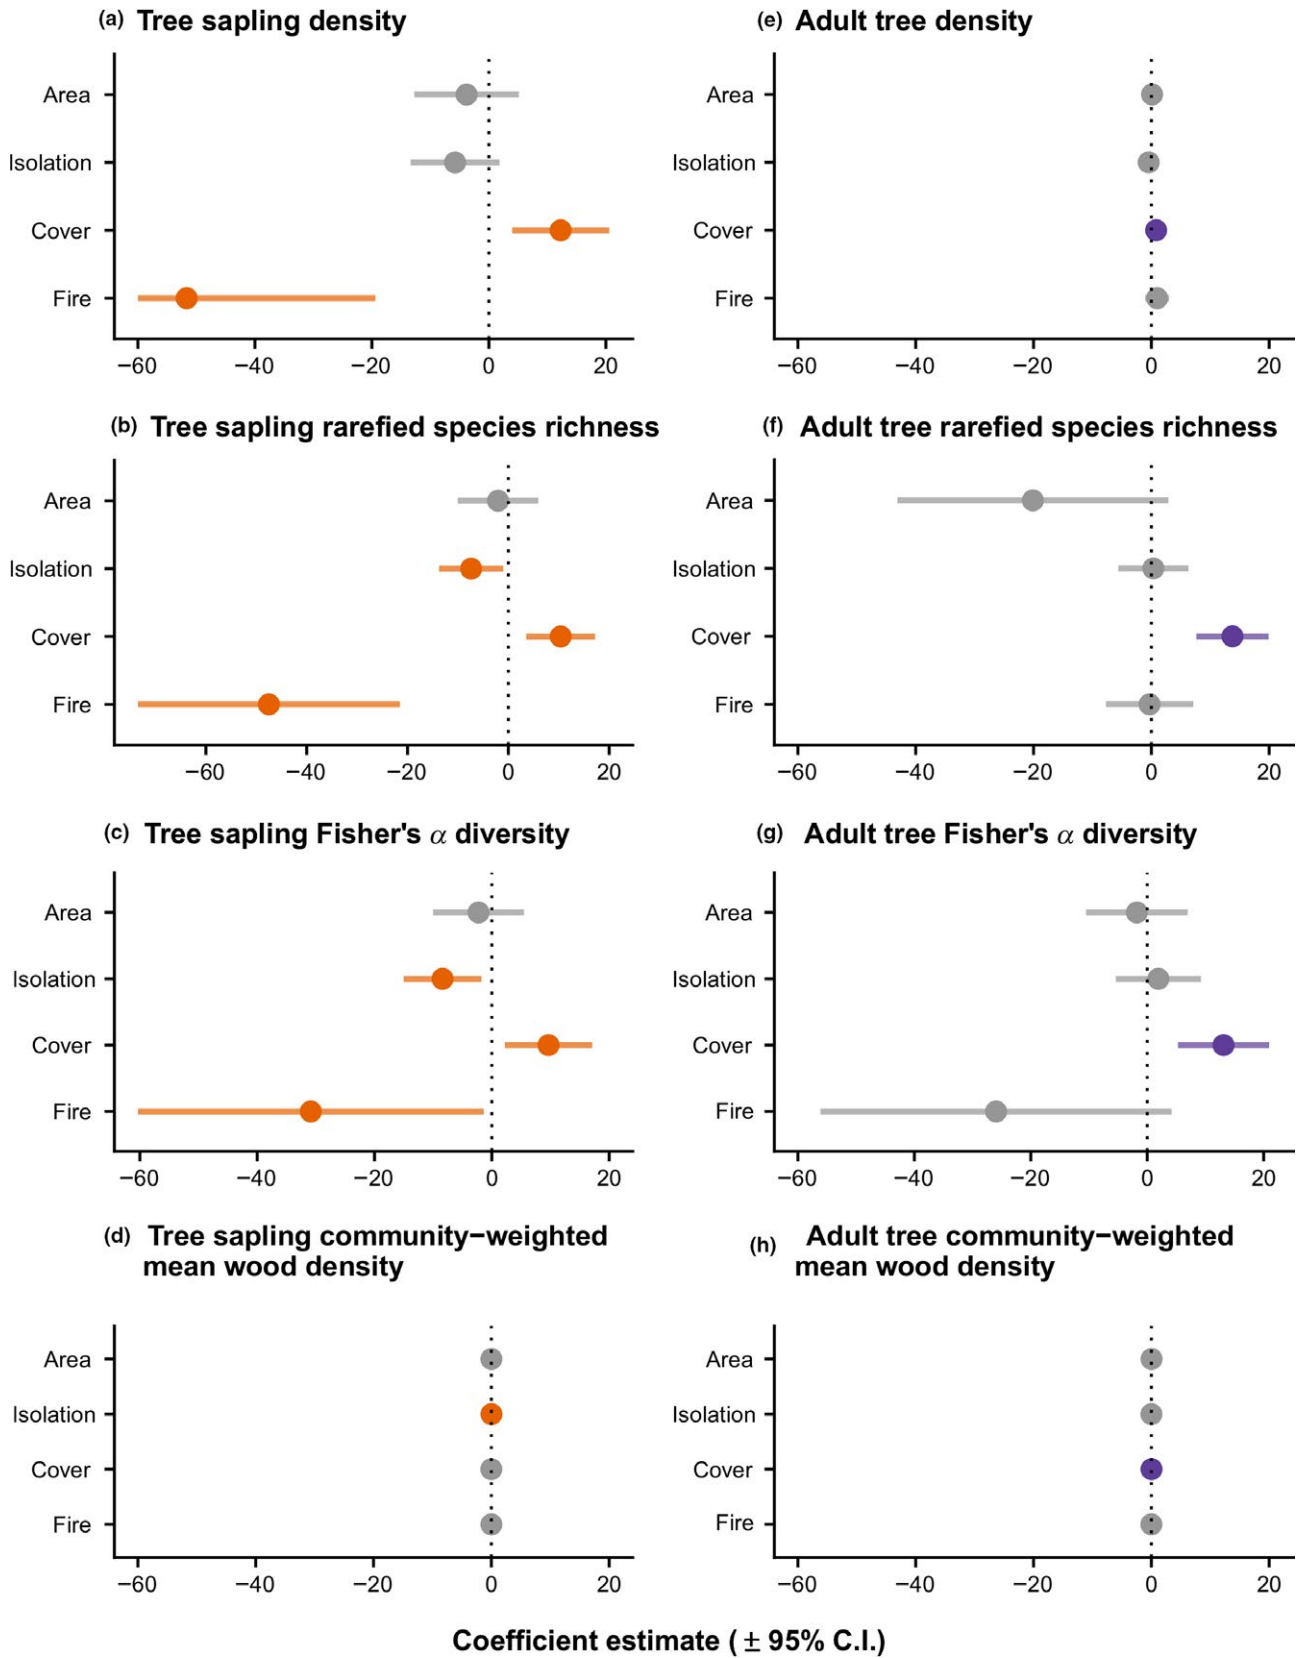 (a) Tree sapling density
Area
Isolation
Cover
Fire
−60 −40 −20 0 20
(e) Adult tree density
Area
Isolation
Cover
Fire
−60 −40 −20 0 20
(b) Tree sapling rarefied species richness
Area
Isolation
Cover
Fire
−60 −40 −20 0 20
(f) Adult tree rarefied species richness
Area
Isolation
Cover
Fire
−60 −40 −20 0 20
(c) Tree sapling Fisher's α diversity
Area
Isolation
Cover
Fire
−60 −40 −20 0 20
(g) Adult tree Fisher's α diversity
Area
Isolation
Cover
Fire
−60 −40 −20 0 20
(d) Tree sapling community−weighted
mean wood density
Area
Isolation
Cover
Fire
−60 −40 −20 0 20
(h) Adult tree community−weighted
mean wood density
Area
Isolation
Cover
Fire
−60 −40 −20 0 20
Coefficient estimate ( ± 95% C.I.)